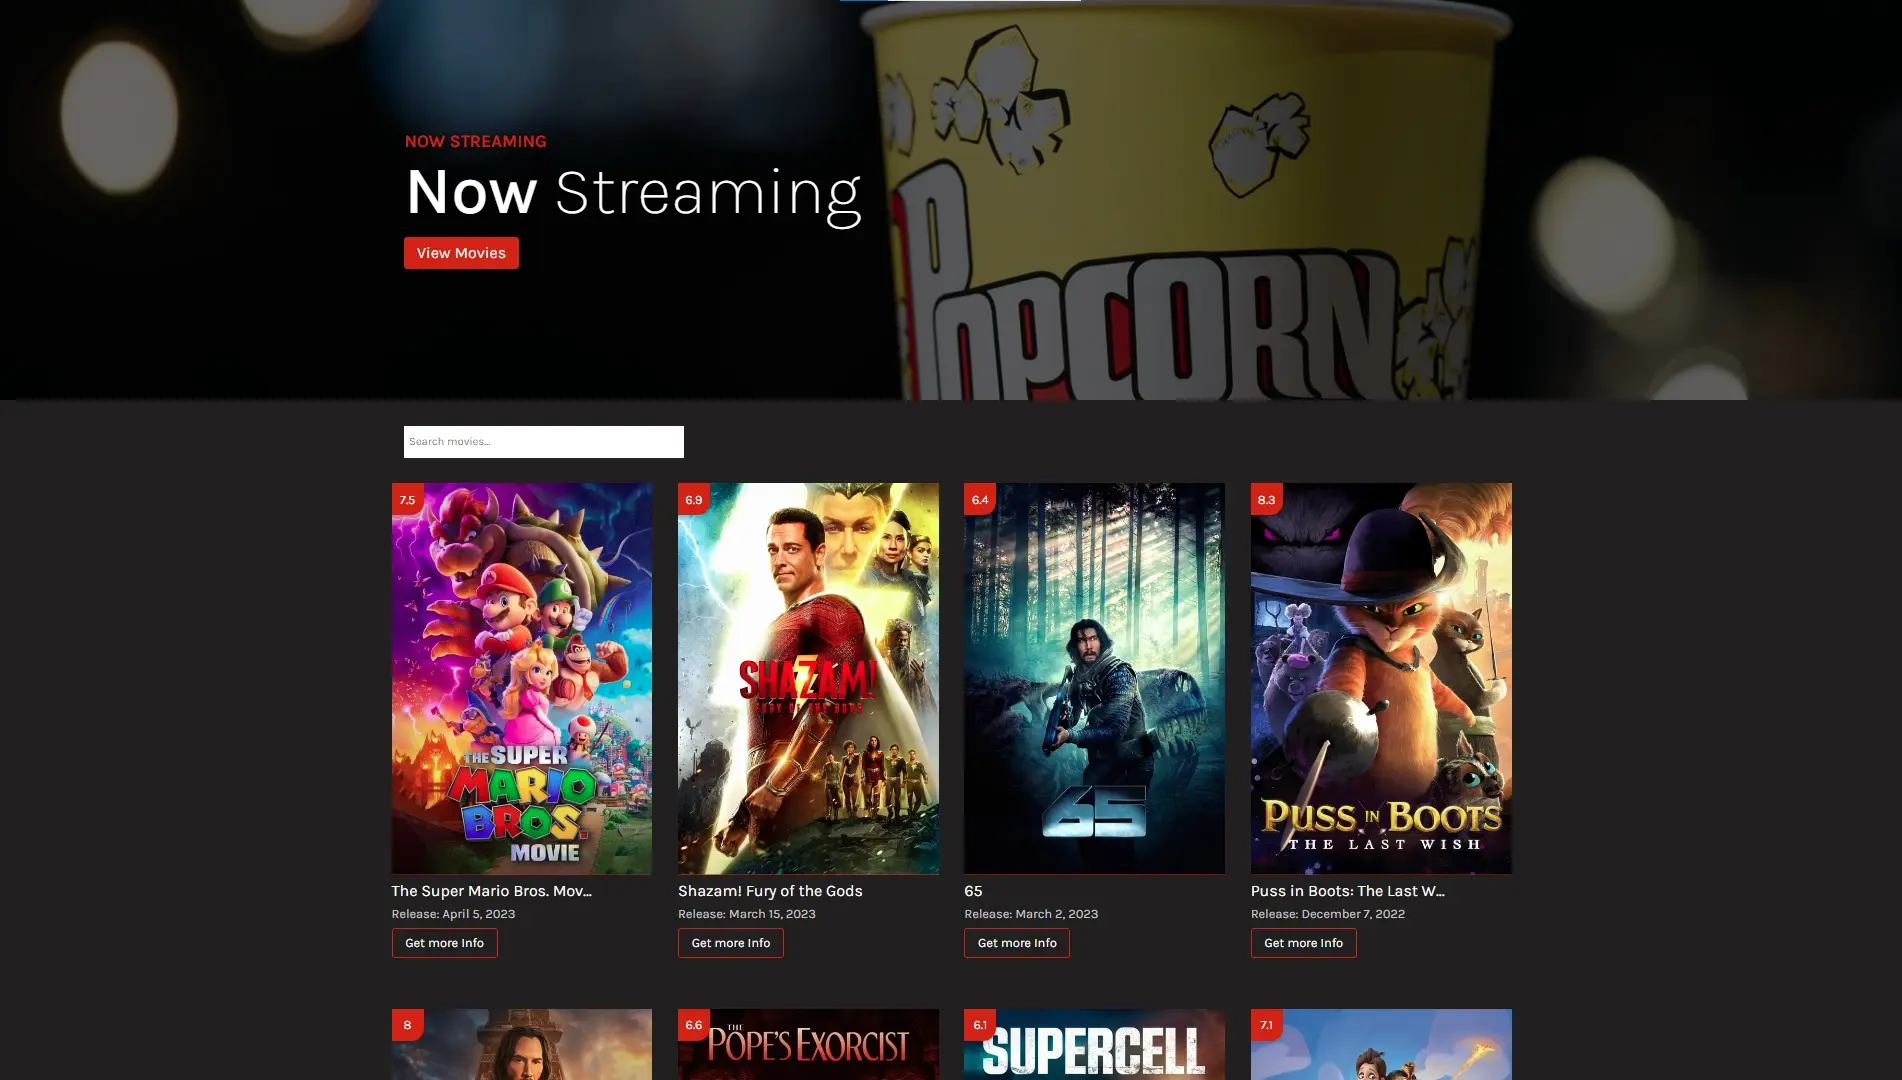 NOW STREAMING
Now Streaming
View Movies
POPCORN
Search movies...
7.5
6.9
6.4
8.3
THE SUPER
MARIO
BROS.
MOVIE
SHAZAM!
FURY OF THE GODS
65
PUSS IN BOOTS
THE LAST WISH
The Super Mario Bros. Mov...
Shazam! Fury of the Gods
65
Puss in Boots: The Last W...
Release: April 5, 2023
Release: March 15, 2023
Release: March 2, 2023
Release: December 7, 2022
Get more Info
Get more Info
Get more Info
Get more Info
8
6.6
6.1
7.1
THE
POPE'S EXORCIST
SUPERCELL